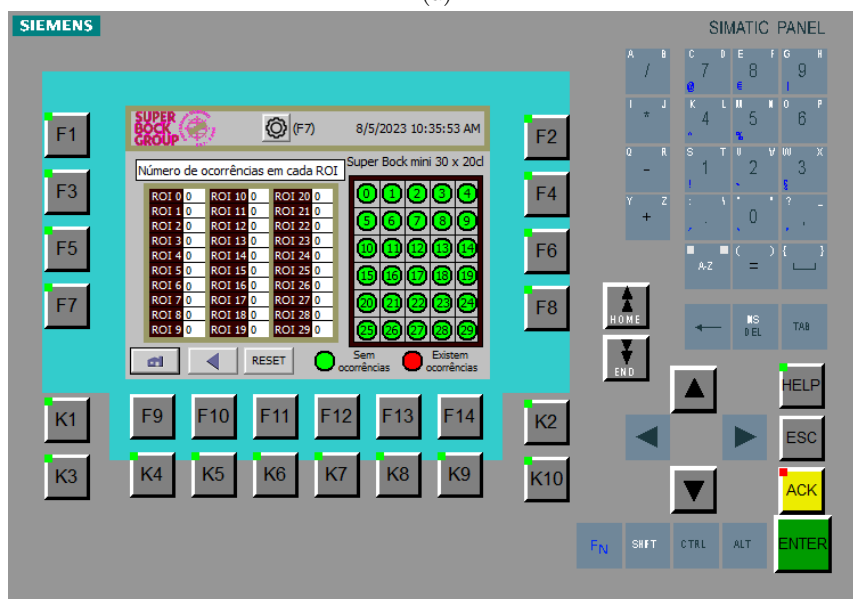 SIEMENS
SIMATIC PANEL
F1
F3
F5
F7
SUPER
BOCK
GROUP
(F7)
8/5/2023 10:35:53 AM
Número de ocorrências em cada ROI
Super Bock mini 30 x 20cl
ROI 0 0 ROI 10 0 ROI 20 0
ROI 1 0 ROI 11 0 ROI 21 0
ROI 2 0 ROI 12 0 ROI 22 0
ROI 3 0 ROI 13 0 ROI 23 0
ROI 4 0 ROI 14 0 ROI 24 0
ROI 5 0 ROI 15 0 ROI 25 0
ROI 6 0 ROI 16 0 ROI 26 0
ROI 7 0 ROI 17 0 ROI 27 0
ROI 8 0 ROI 18 0 ROI 28 0
ROI 9 0 ROI 19 0 ROI 29 0
0 1 2 3 4
5 6 7 8 9
10 11 12 13 14
15 16 17 18 19
20 21 22 23 24
25 26 27 28 29
RESET
Sem
ocorrências
Existem
ocorrências
F2
F4
F6
F8
K1
F9 F10 F11 F12 F13 F14
K2
K3
K4 K5 K6 K7 K8 K9
K10
A B / C D 7 @ E F 8 € G H 9 |
I J * K L 4 ^ M N 5 % O P 6
Q R - S T 1 ! U V 2 W X 3 §
Y Z + 0 ? _
A-Z ( ) = { }
HOME
END
INS
DEL
TAB
HELP
ESC
ACK
FN SHFT CTRL ALT ENTER